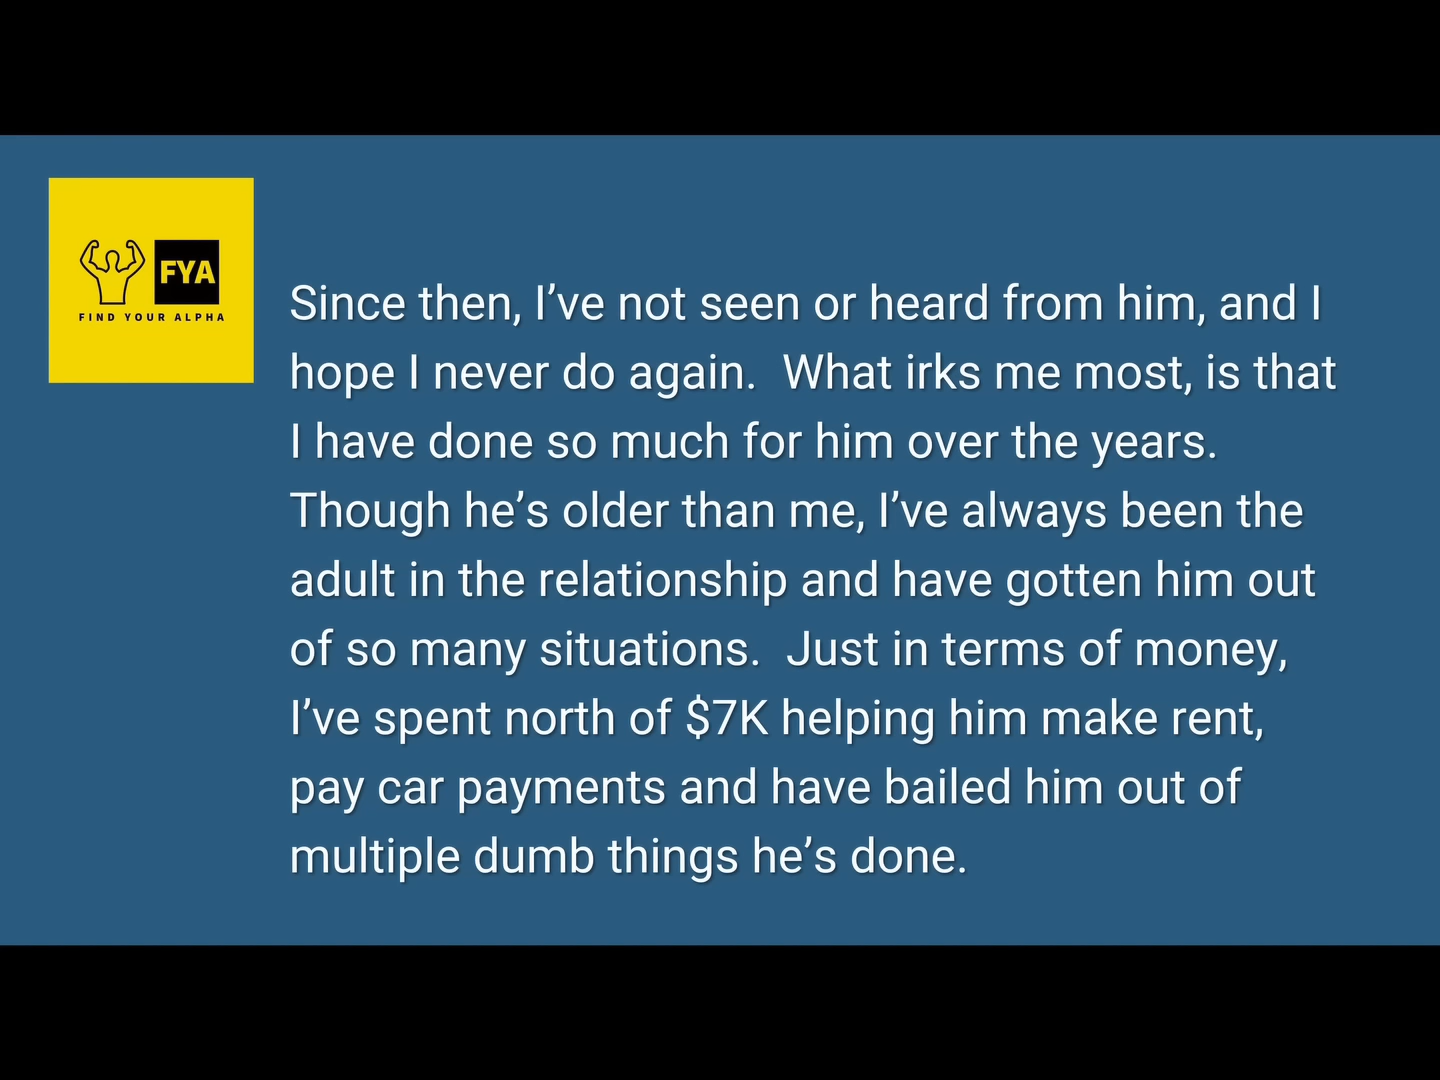 FYA
FIND YOUR ALPHA
Since then, I’ve not seen or heard from him, and I
hope I never do again.  What irks me most, is that
I have done so much for him over the years.
Though he’s older than me, I’ve always been the
adult in the relationship and have gotten him out
of so many situations.  Just in terms of money,
I’ve spent north of $7K helping him make rent,
pay car payments and have bailed him out of
multiple dumb things he’s done.